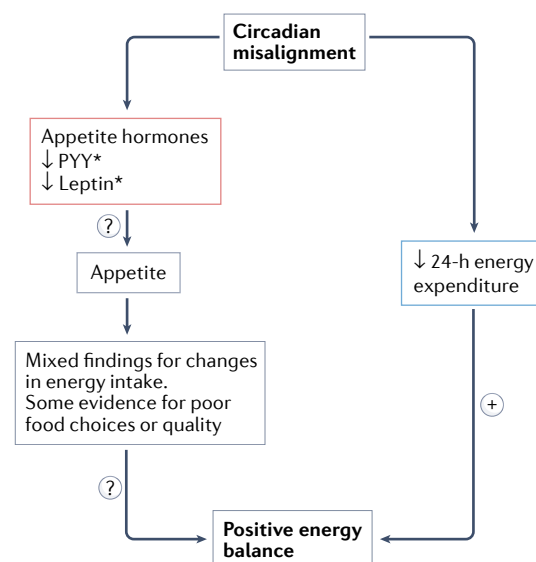 Circadian
misalignment
Appetite hormones
↓ PYY*
↓ Leptin*
?
Appetite
↓ 24-h energy
expenditure
Mixed findings for changes
in energy intake.
Some evidence for poor
food choices or quality
+
?
Positive energy
balance